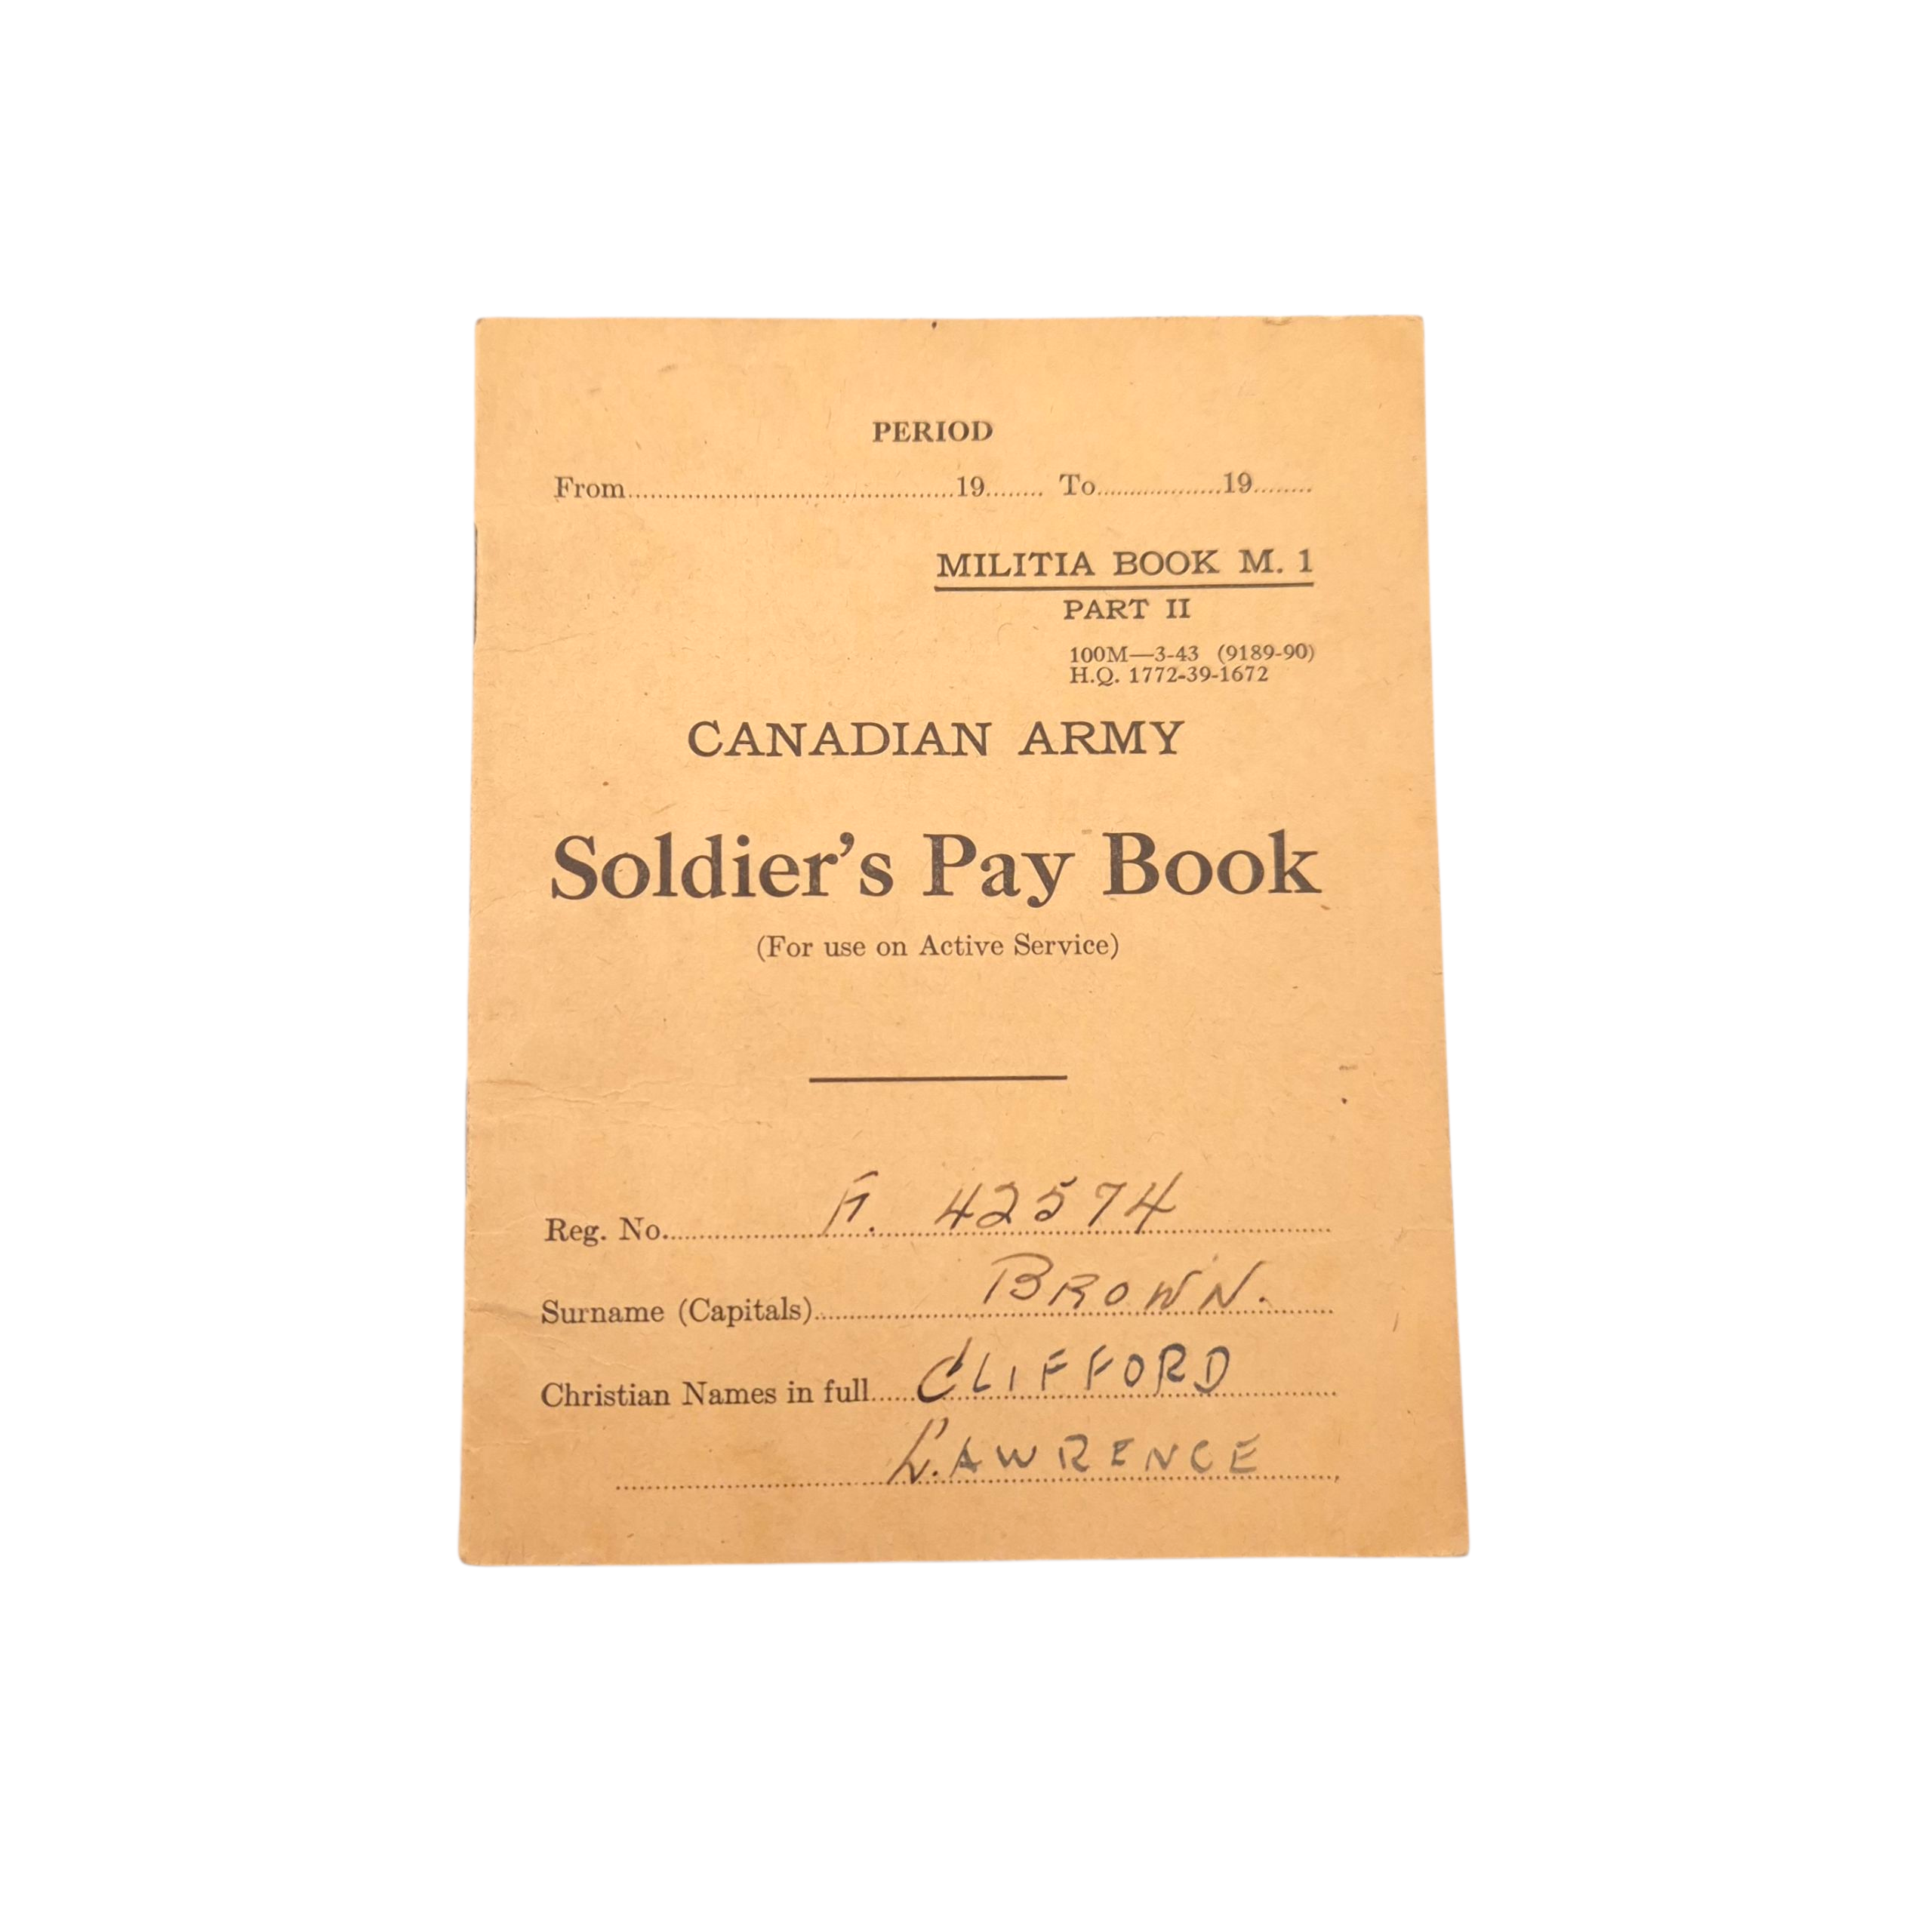 PERIOD
From........................................19........ To..................19........
MILITIA BOOK M. 1
PART II
100M—3-43 (9189-90)
H.Q. 1772-39-1672
CANADIAN ARMY
Soldier’s Pay Book
(For use on Active Service)
Reg. No. F. 42574
Surname (Capitals) BROWN.
Christian Names in full CLIFFORD
LAWRENCE